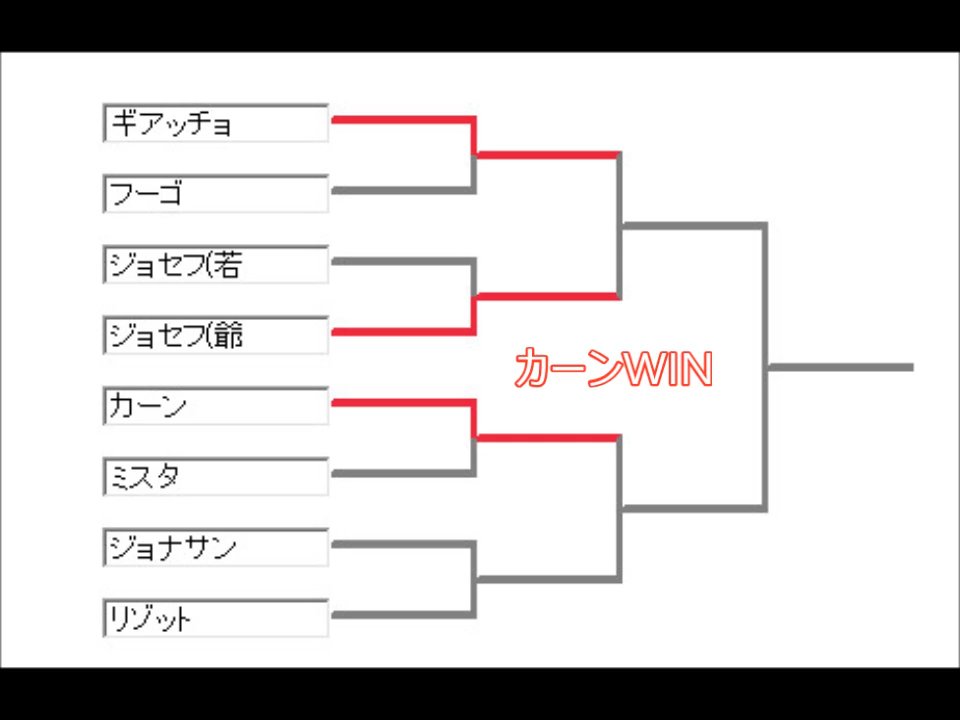 ギアッチョ
フーゴ
ジョセフ(若
ジョセフ(爺
カーンWIN
カーン
ミスタ
ジョナサン
リゾット